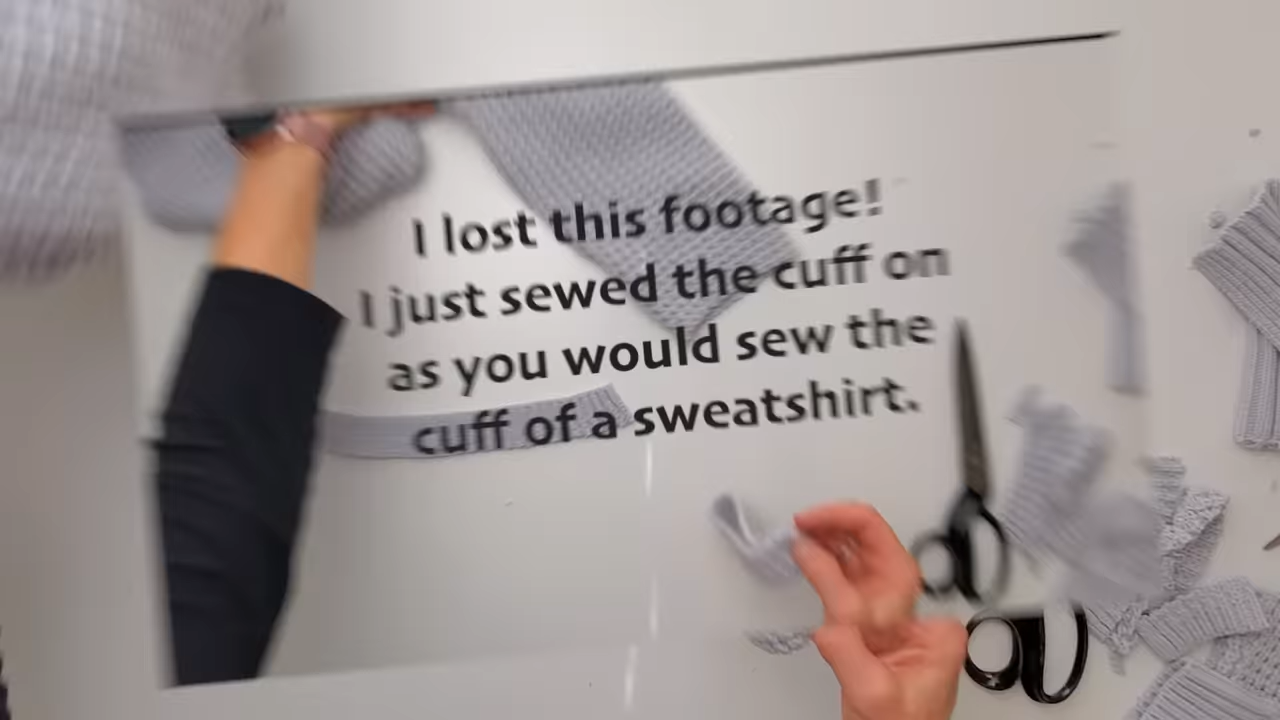 I lost this footage!
I just sewed the cuff on
as you would sew the
cuff of a sweatshirt.